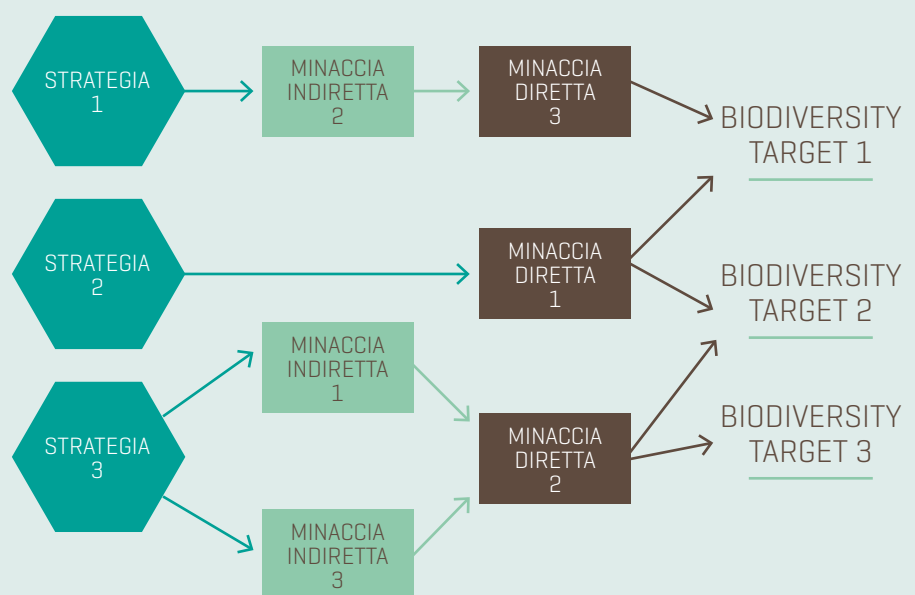 STRATEGIA
1
MINACCIA
INDIRETTA
2
MINACCIA
DIRETTA
3
BIODIVERSITY
TARGET 1
STRATEGIA
2
MINACCIA
DIRETTA
1
BIODIVERSITY
TARGET 2
MINACCIA
INDIRETTA
1
STRATEGIA
3
MINACCIA
DIRETTA
2
BIODIVERSITY
TARGET 3
MINACCIA
INDIRETTA
3